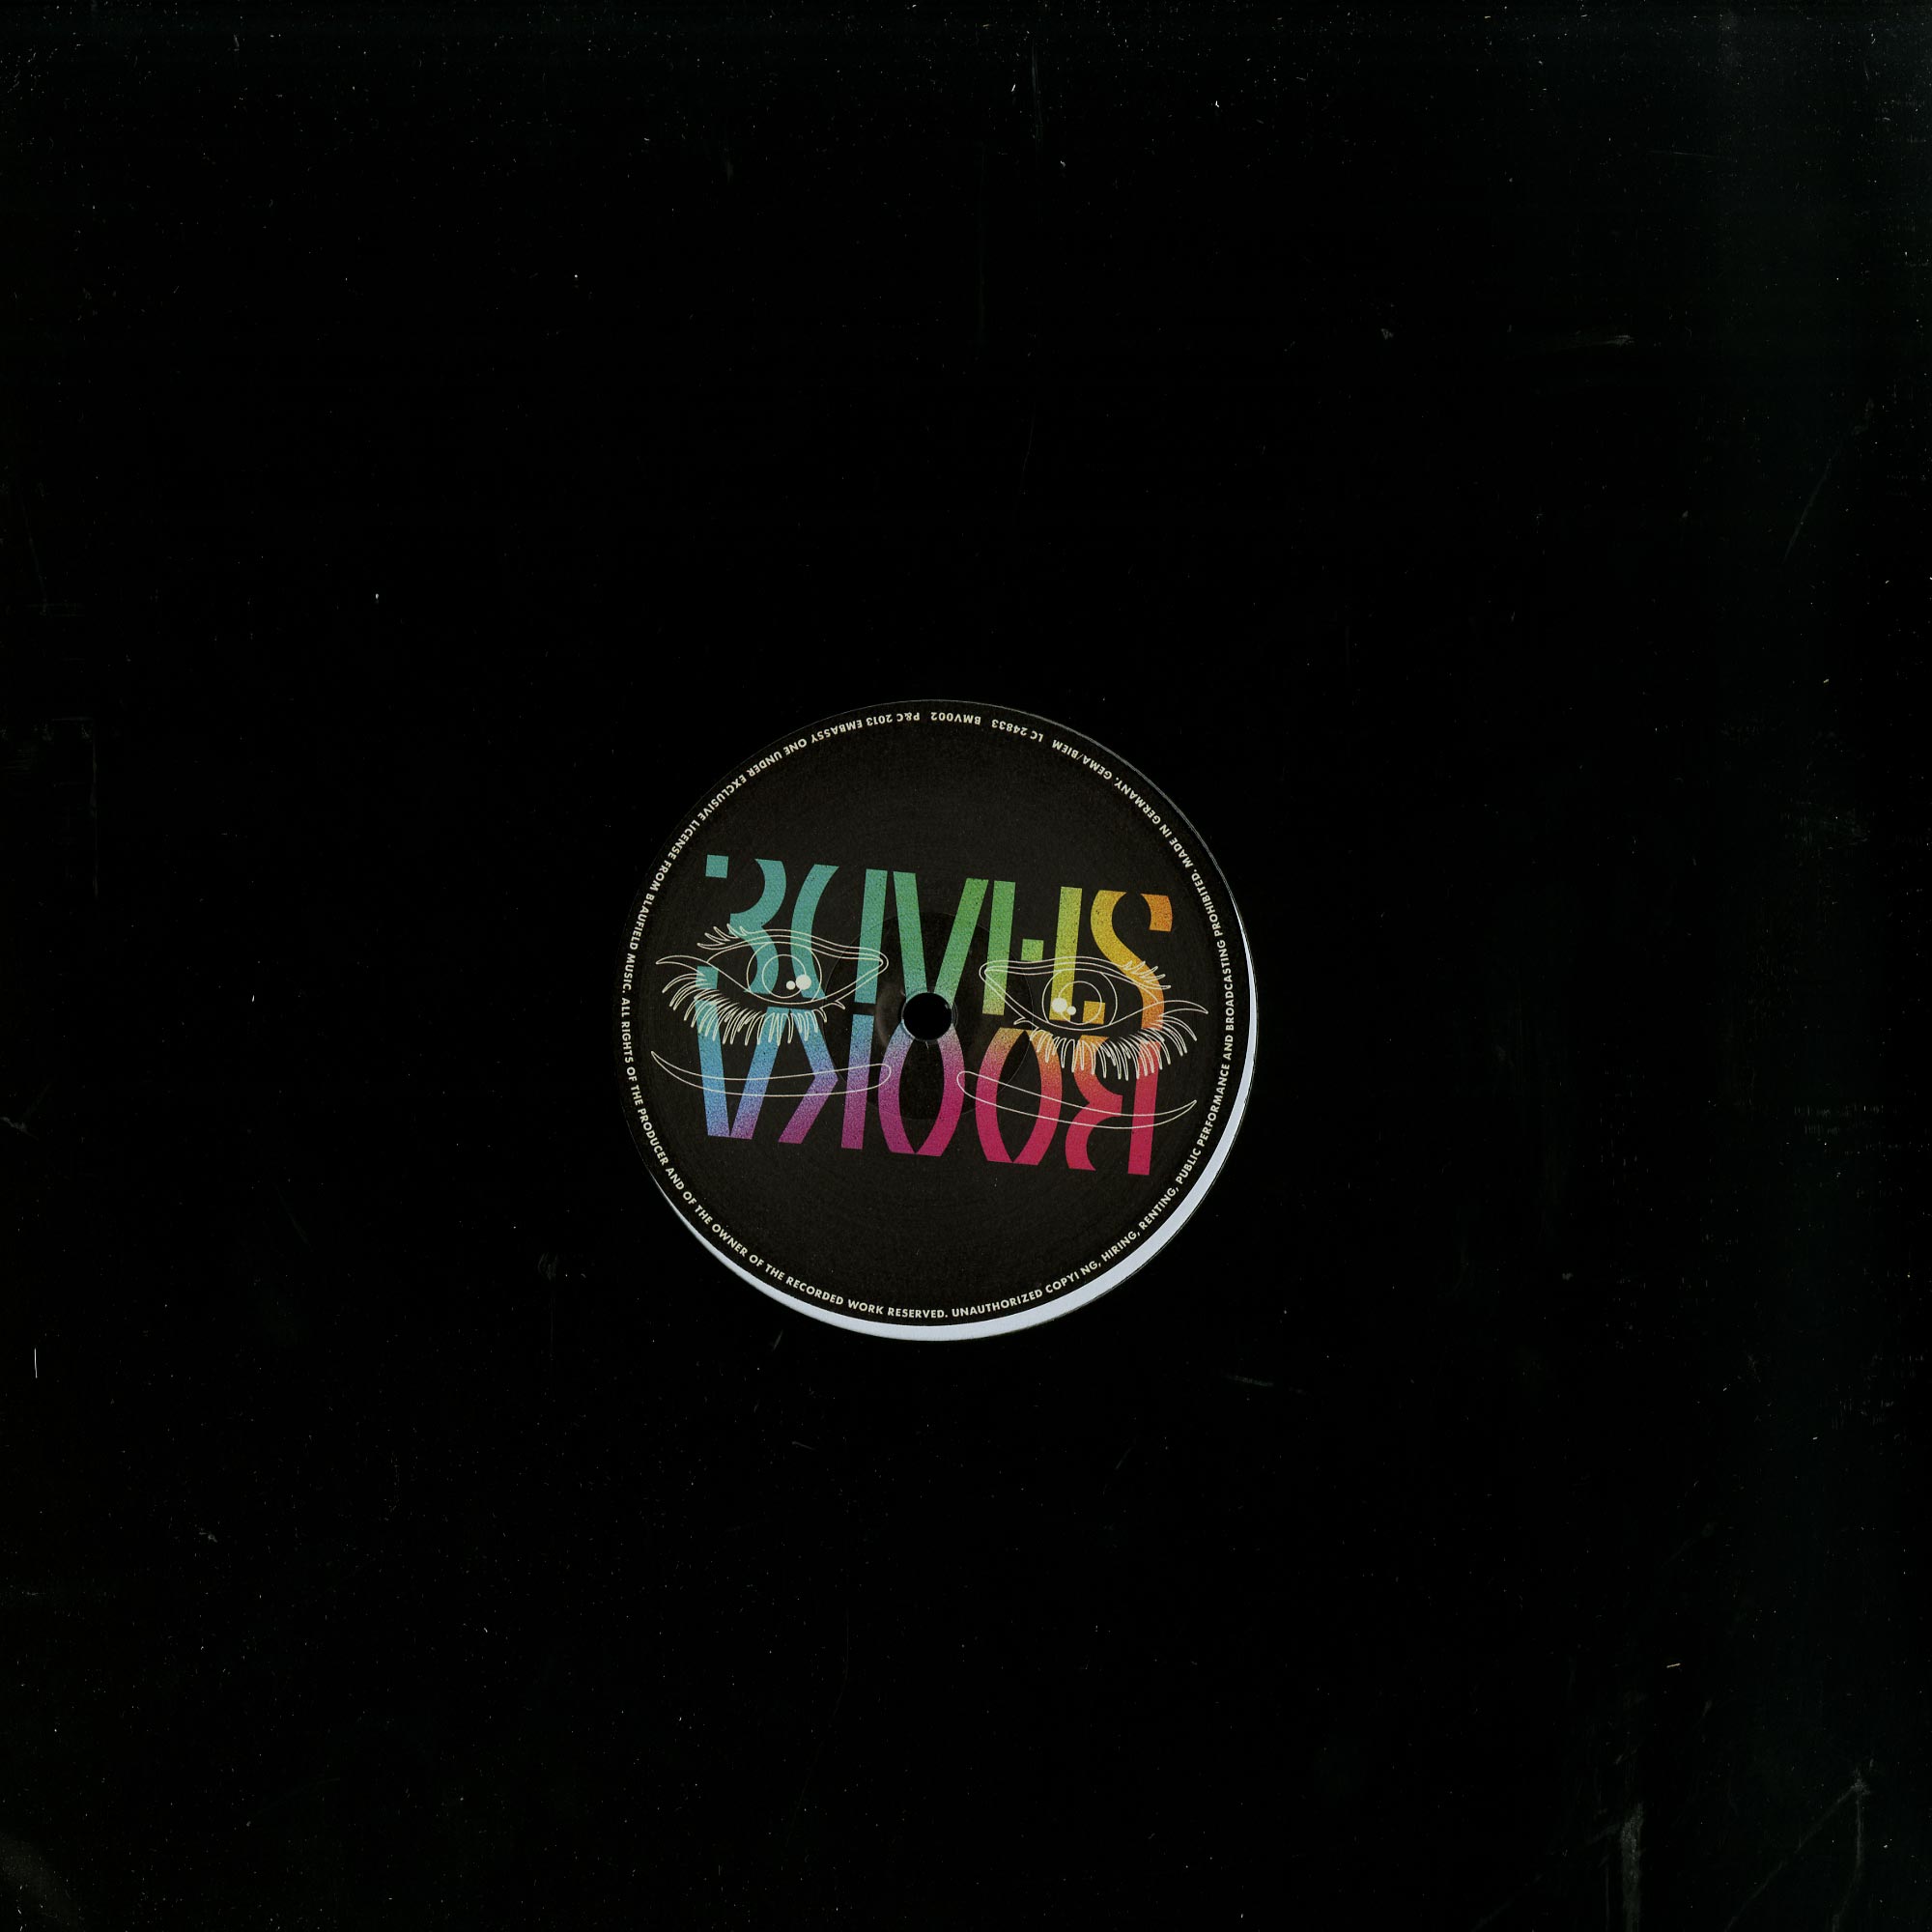 BOOKA
SHADE
P&C 2013 EMBASSY ONE UNDER EXCLUSIVE LICENSE FROM BLAUFIELD MUSIC. ALL RIGHTS OF THE PRODUCER AND OF THE OWNER OF THE RECORDED WORK RESERVED. UNAUTHORIZED COPYI NG, HIRING, RENTING, PUBLIC PERFORMANCE AND BROADCASTING PROHIBITED. MADE IN GERMANY. GEMA/BIEM LC 24833 BMV002